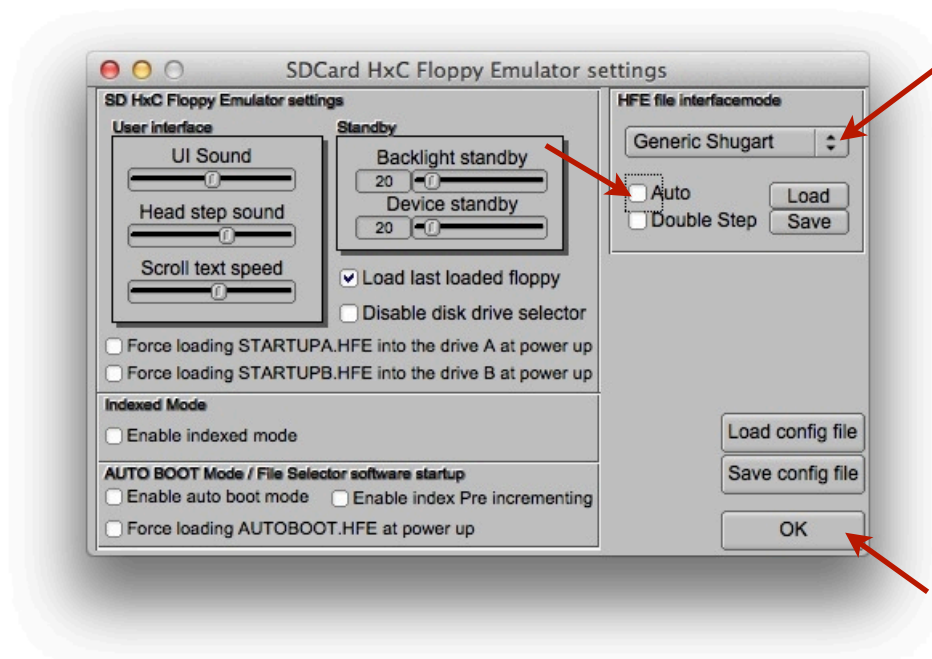 SDCard HxC Floppy Emulator settings
SD HxC Floppy Emulator settings
User interface
UI Sound
Head step sound
Scroll text speed
Standby
Backlight standby
20
Device standby
20
Load last loaded floppy
Disable disk drive selector
Force loading STARTUPA.HFE into the drive A at power up
Force loading STARTUPB.HFE into the drive B at power up
Indexed Mode
Enable indexed mode
AUTO BOOT Mode / File Selector software startup
Enable auto boot mode
Enable index Pre incrementing
Force loading AUTOBOOT.HFE at power up
HFE file interfacemode
Generic Shugart
Auto
Load
Double Step
Save
Load config file
Save config file
OK